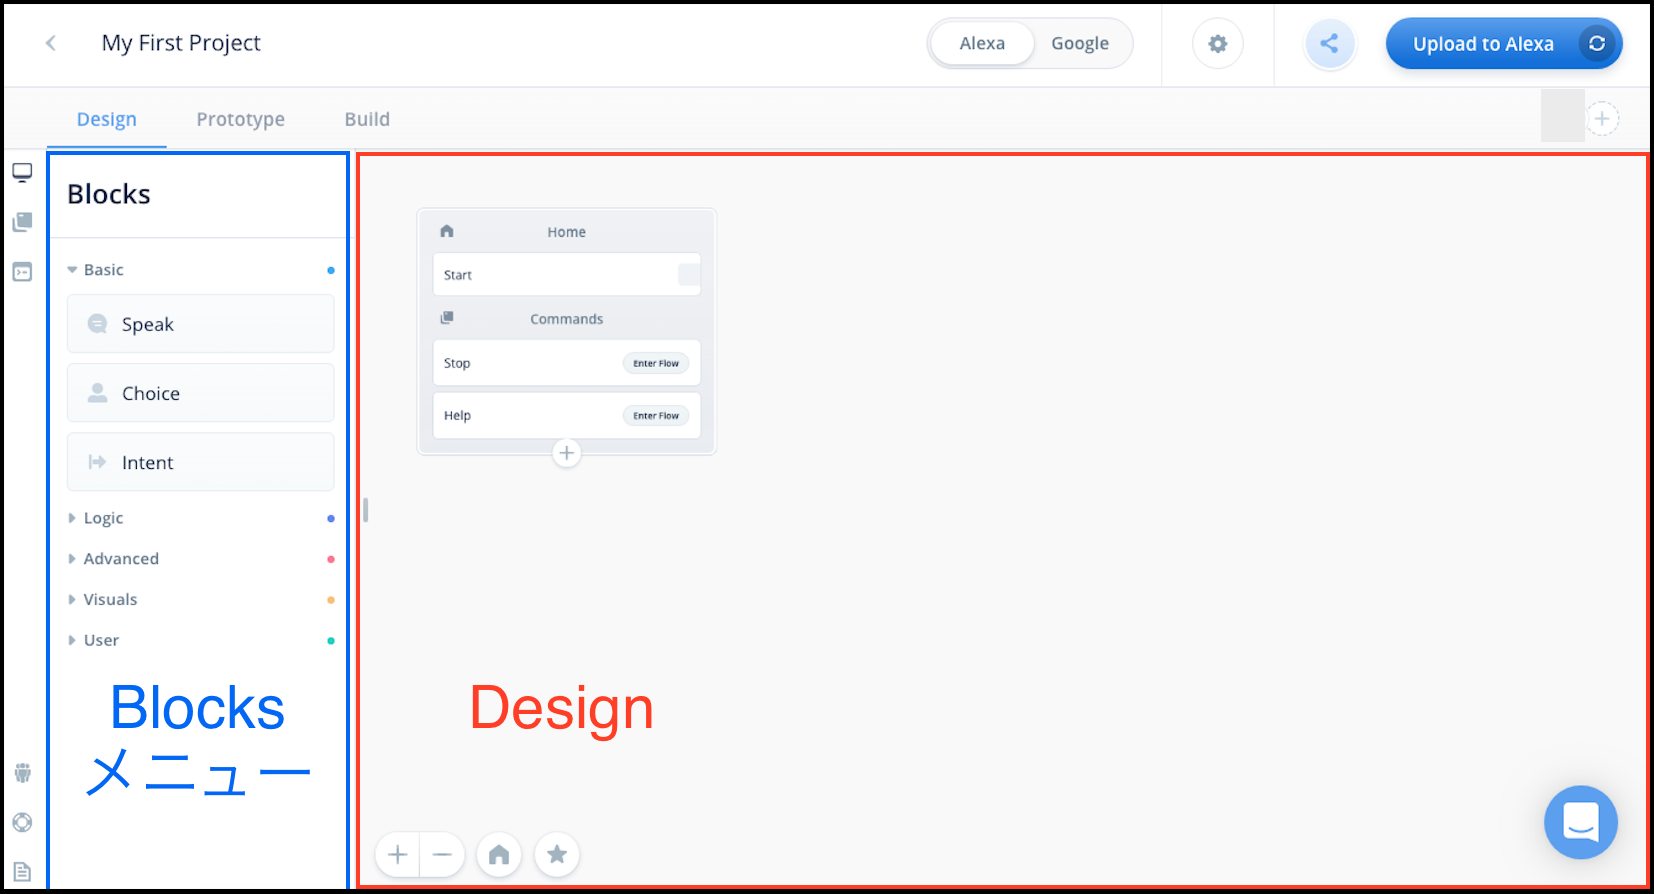 My First Project
Alexa
Google
Upload to Alexa
Design
Prototype
Build
Blocks
Basic
Speak
Choice
Intent
Logic
Advanced
Visuals
User
Blocks
メニュー
Home
Start
Commands
Stop
Enter Flow
Help
Enter Flow
Design